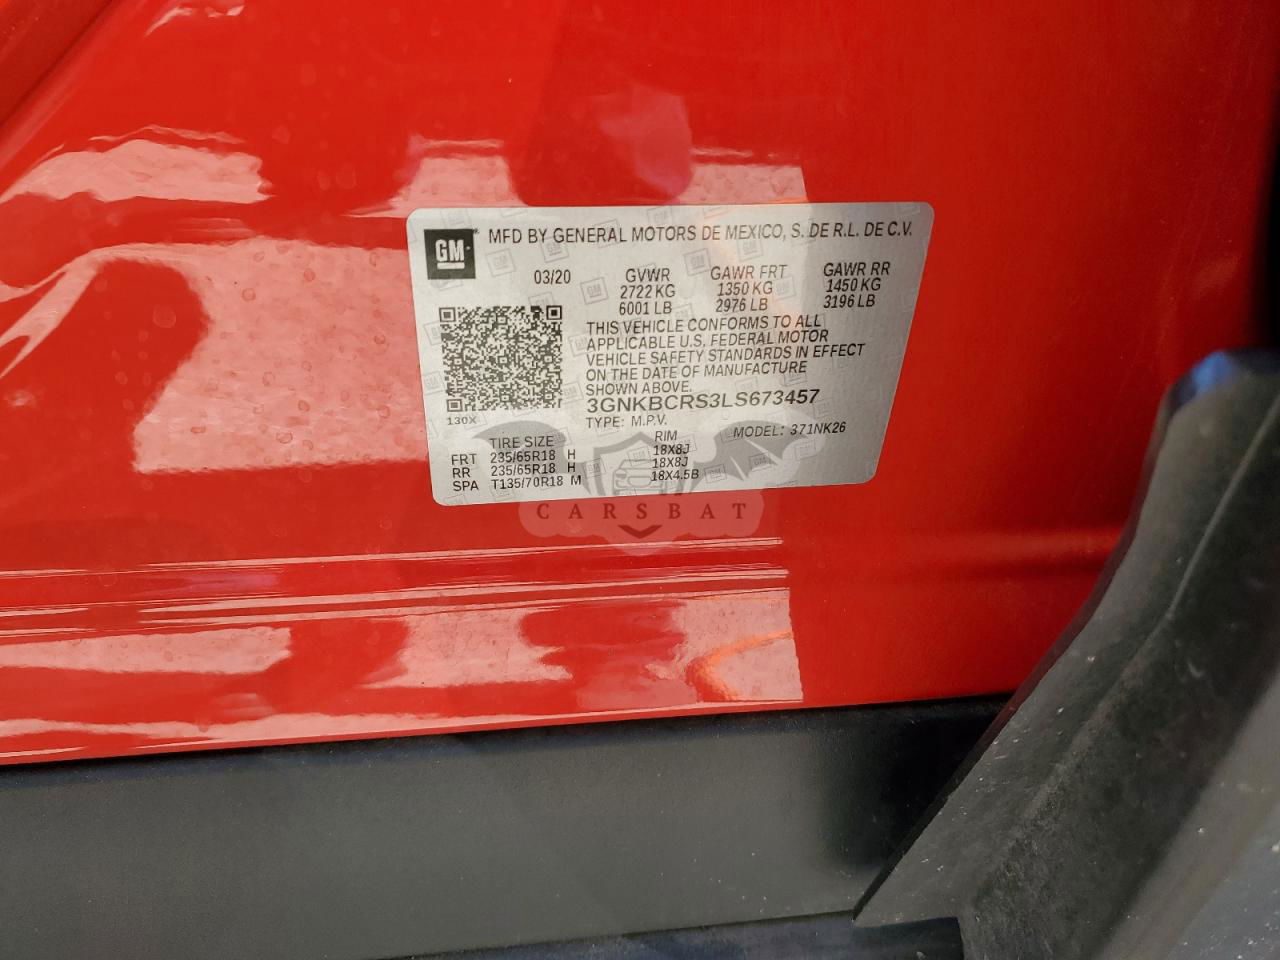 GM
MFD BY GENERAL MOTORS DE MEXICO, S. DE R.L. DE C.V.
03/20 GVWR GAWR FRT GAWR RR
2722 KG 1350 KG 1450 KG
6001 LB 2976 LB 3196 LB
THIS VEHICLE CONFORMS TO ALL
APPLICABLE U.S. FEDERAL MOTOR
VEHICLE SAFETY STANDARDS IN EFFECT
ON THE DATE OF MANUFACTURE
SHOWN ABOVE.
3GNKBCRS3LS673457
130X
TYPE: M.P.V. MODEL: 371NK26
TIRE SIZE RIM
FRT 235/65R18 H 18X8J
RR 235/65R18 H 18X8J
SPA T135/70R18 M 18X4.5B
CARSBAT